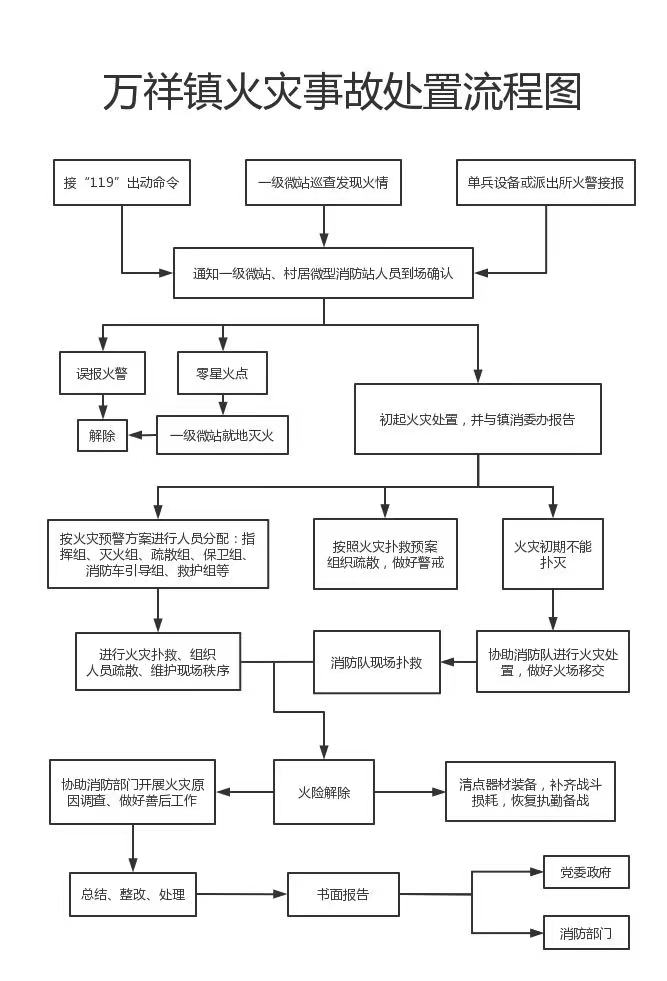 万祥镇火灾事故处置流程图
接“119”出动命令
一级微站巡查发现火情
单兵设备或派出所火警接报
通知一级微站、村居微型消防站人员到场确认
误报火警
零星火点
初起火灾处置，并与镇消委办报告
解除
一级微站就地灭火
按火灾预警方案进行人员分配：指
挥组、灭火组、疏散组、保卫组、
消防车引导组、救护组等
按照火灾扑救预案
组织疏散，做好警戒
火灾初期不能
扑灭
进行火灾扑救、组织
人员疏散、维护现场秩序
消防队现场扑救
协助消防队进行火灾处
置，做好火场移交
协助消防部门开展火灾原
因调查、做好善后工作
火险解除
清点器材装备，补齐战斗
损耗，恢复执勤备战
总结、整改、处理
书面报告
党委政府
消防部门